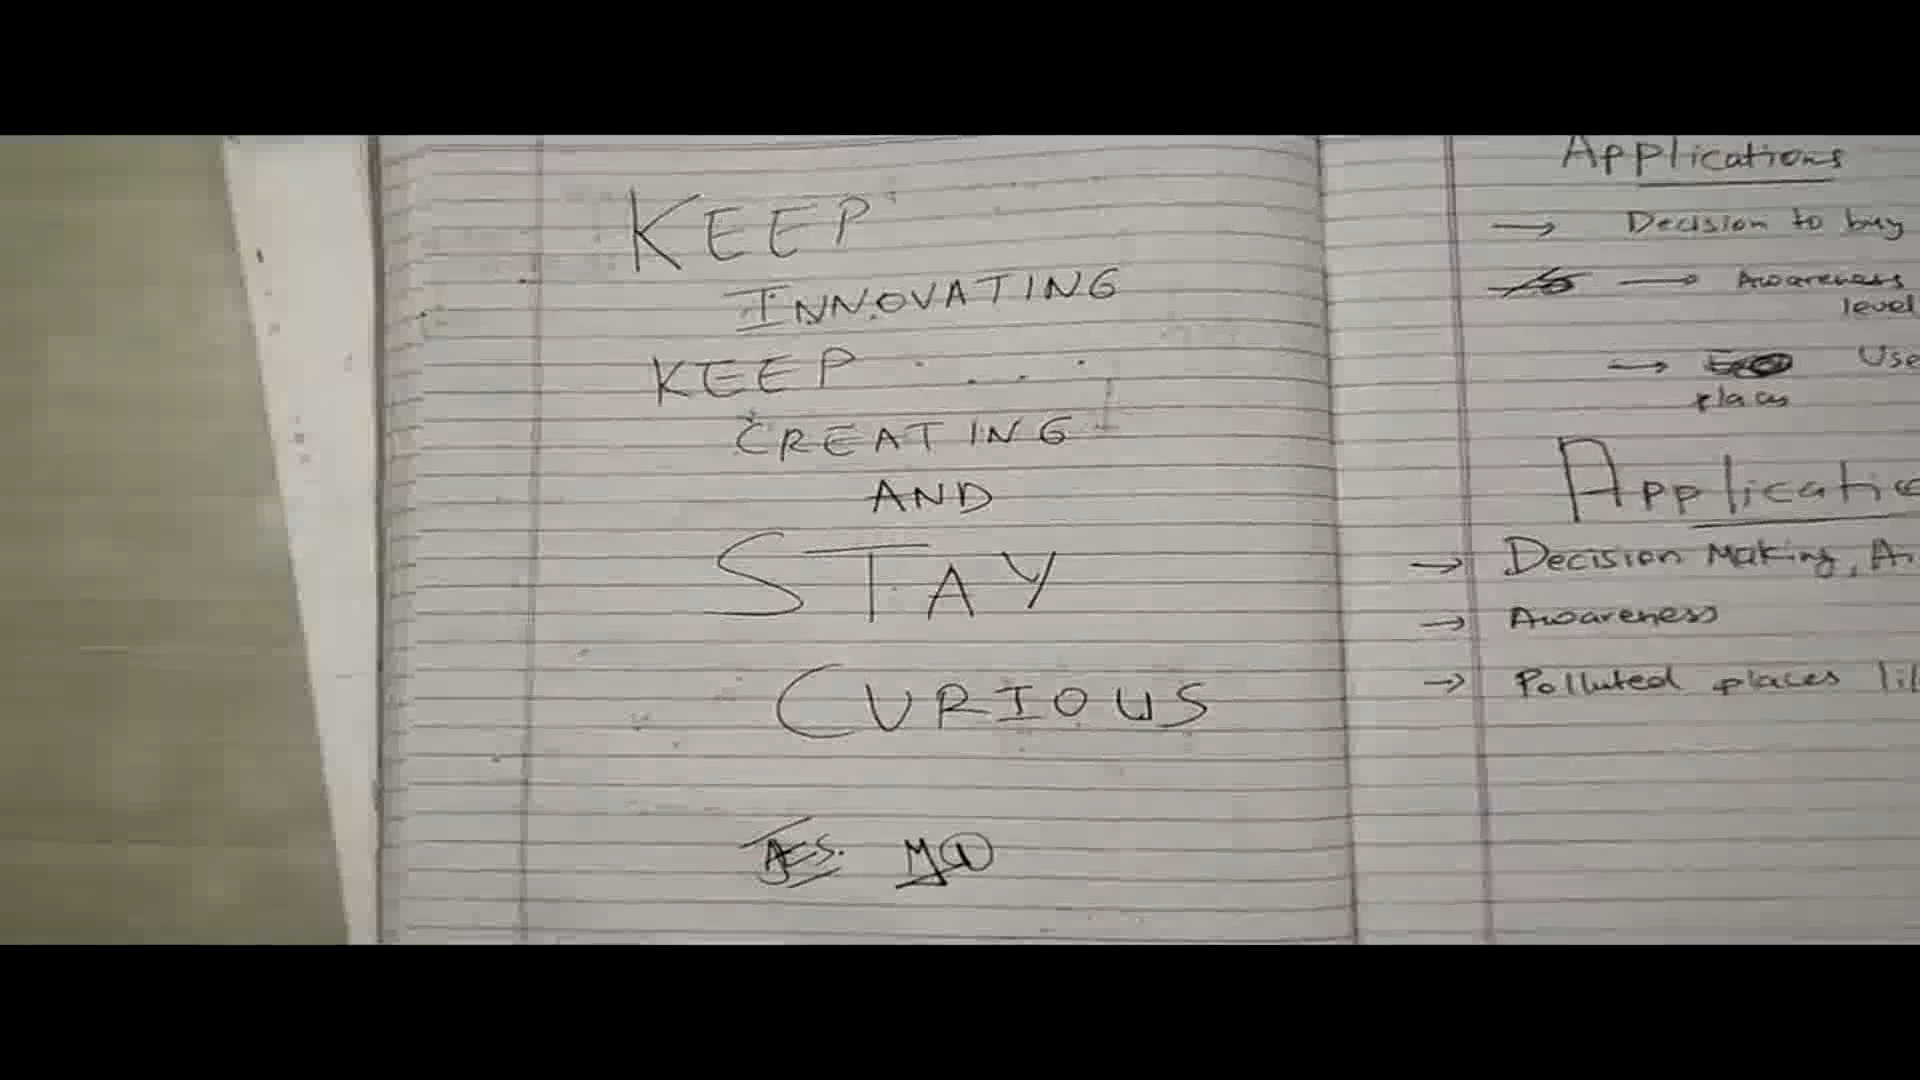 KEEP
INNOVATING
KEEP
CREATING
AND
STAY
CURIOUS
Applications
→ Decision to buy
→ Awareness
level
→ Use
places
Applicatio
→ Decision Making, A
→ Awareness
→ Polluted places li